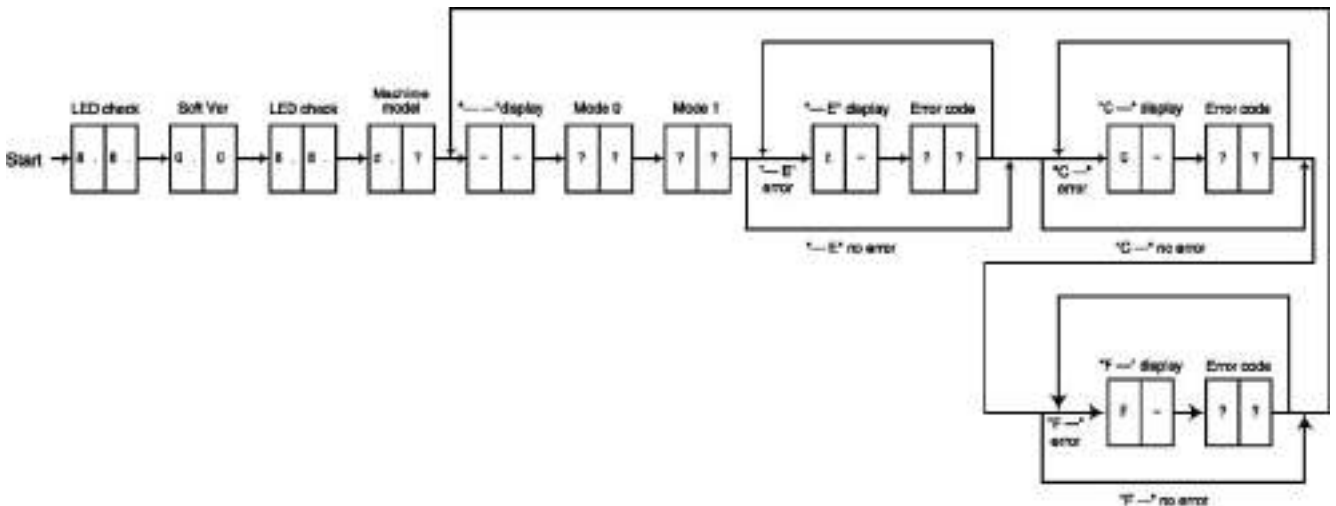 LED check
Soft Ver
LED check
Machine
model
"— —"display
Mode 0
Mode 1
"— E" display
Error code
"C —" display
Error code
Start
8 . 8 .
0 . 0
8 . 8 .
? 
– –
? ?
? ?
"— E"
error
–
? ?
"C —"
error
–
? ?
"— E" no error
"C —" no error
"F —" display
Error code
"F —"
error
F –
? ?
"F —" no error